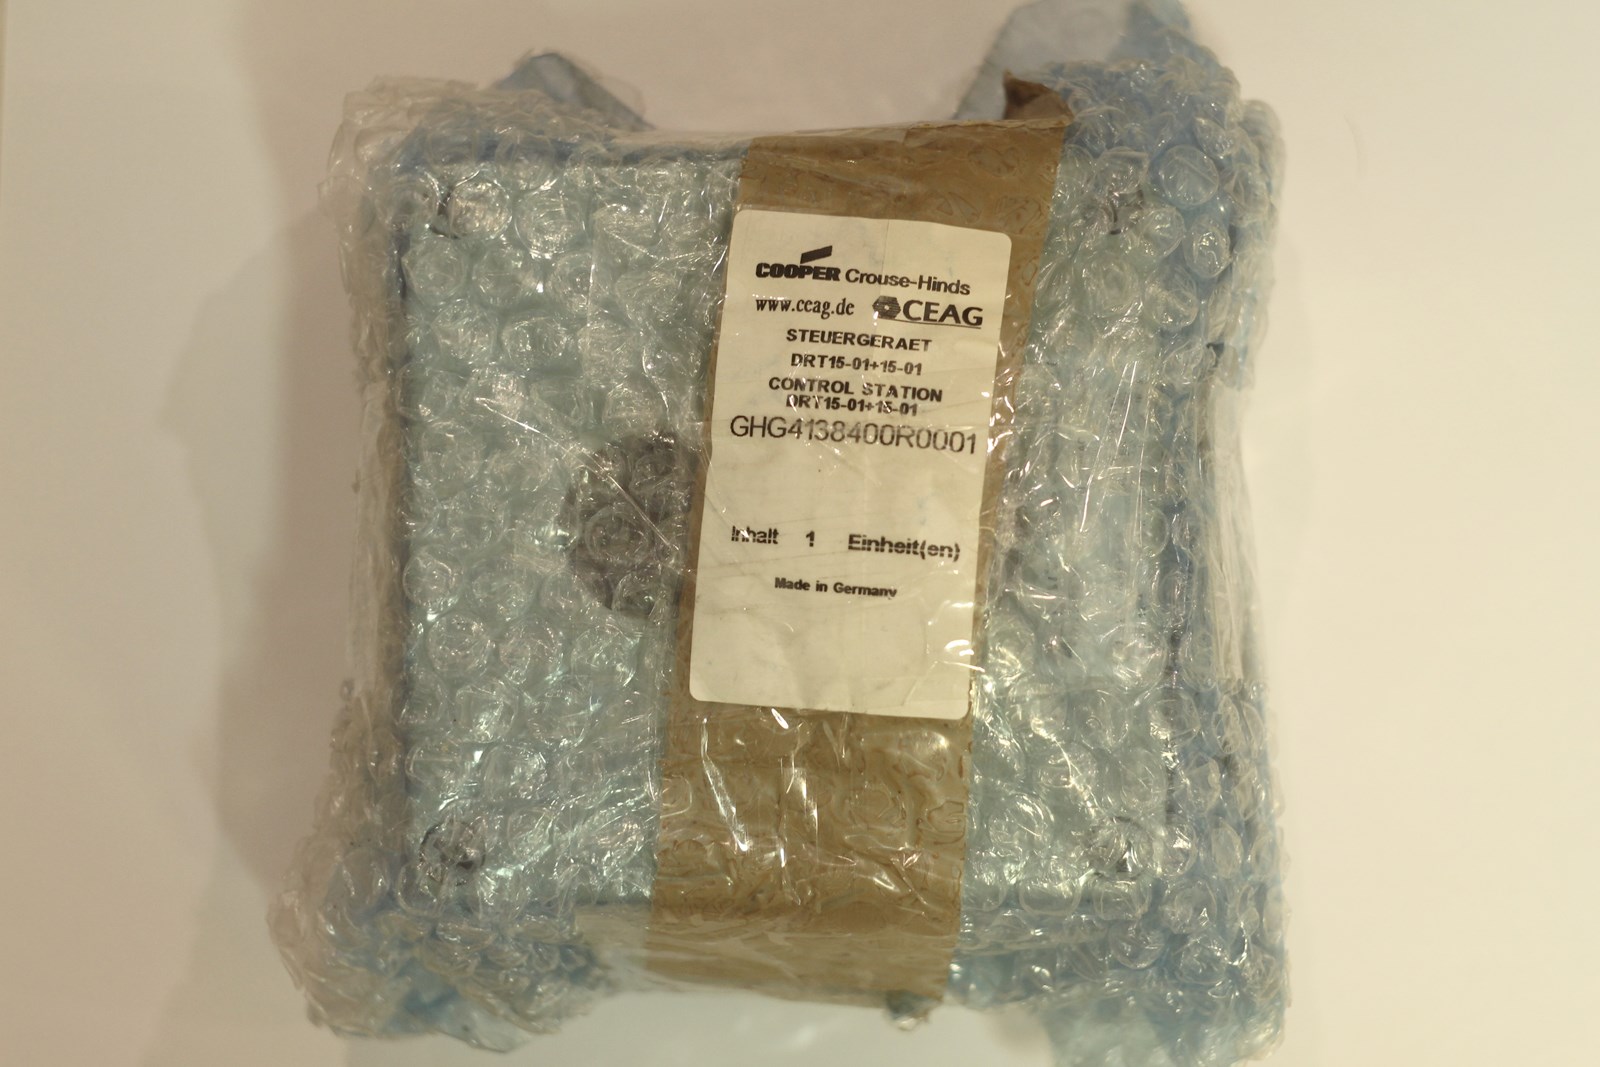 COOPER Crouse-Hinds
www.ceag.de CEAG
STEUERGERAET
DRT15-01+15-01
CONTROL STATION
DRT15-01+15-01
GHG4138400R0001
Inhalt 1 Einheit(en)
Made in Germany